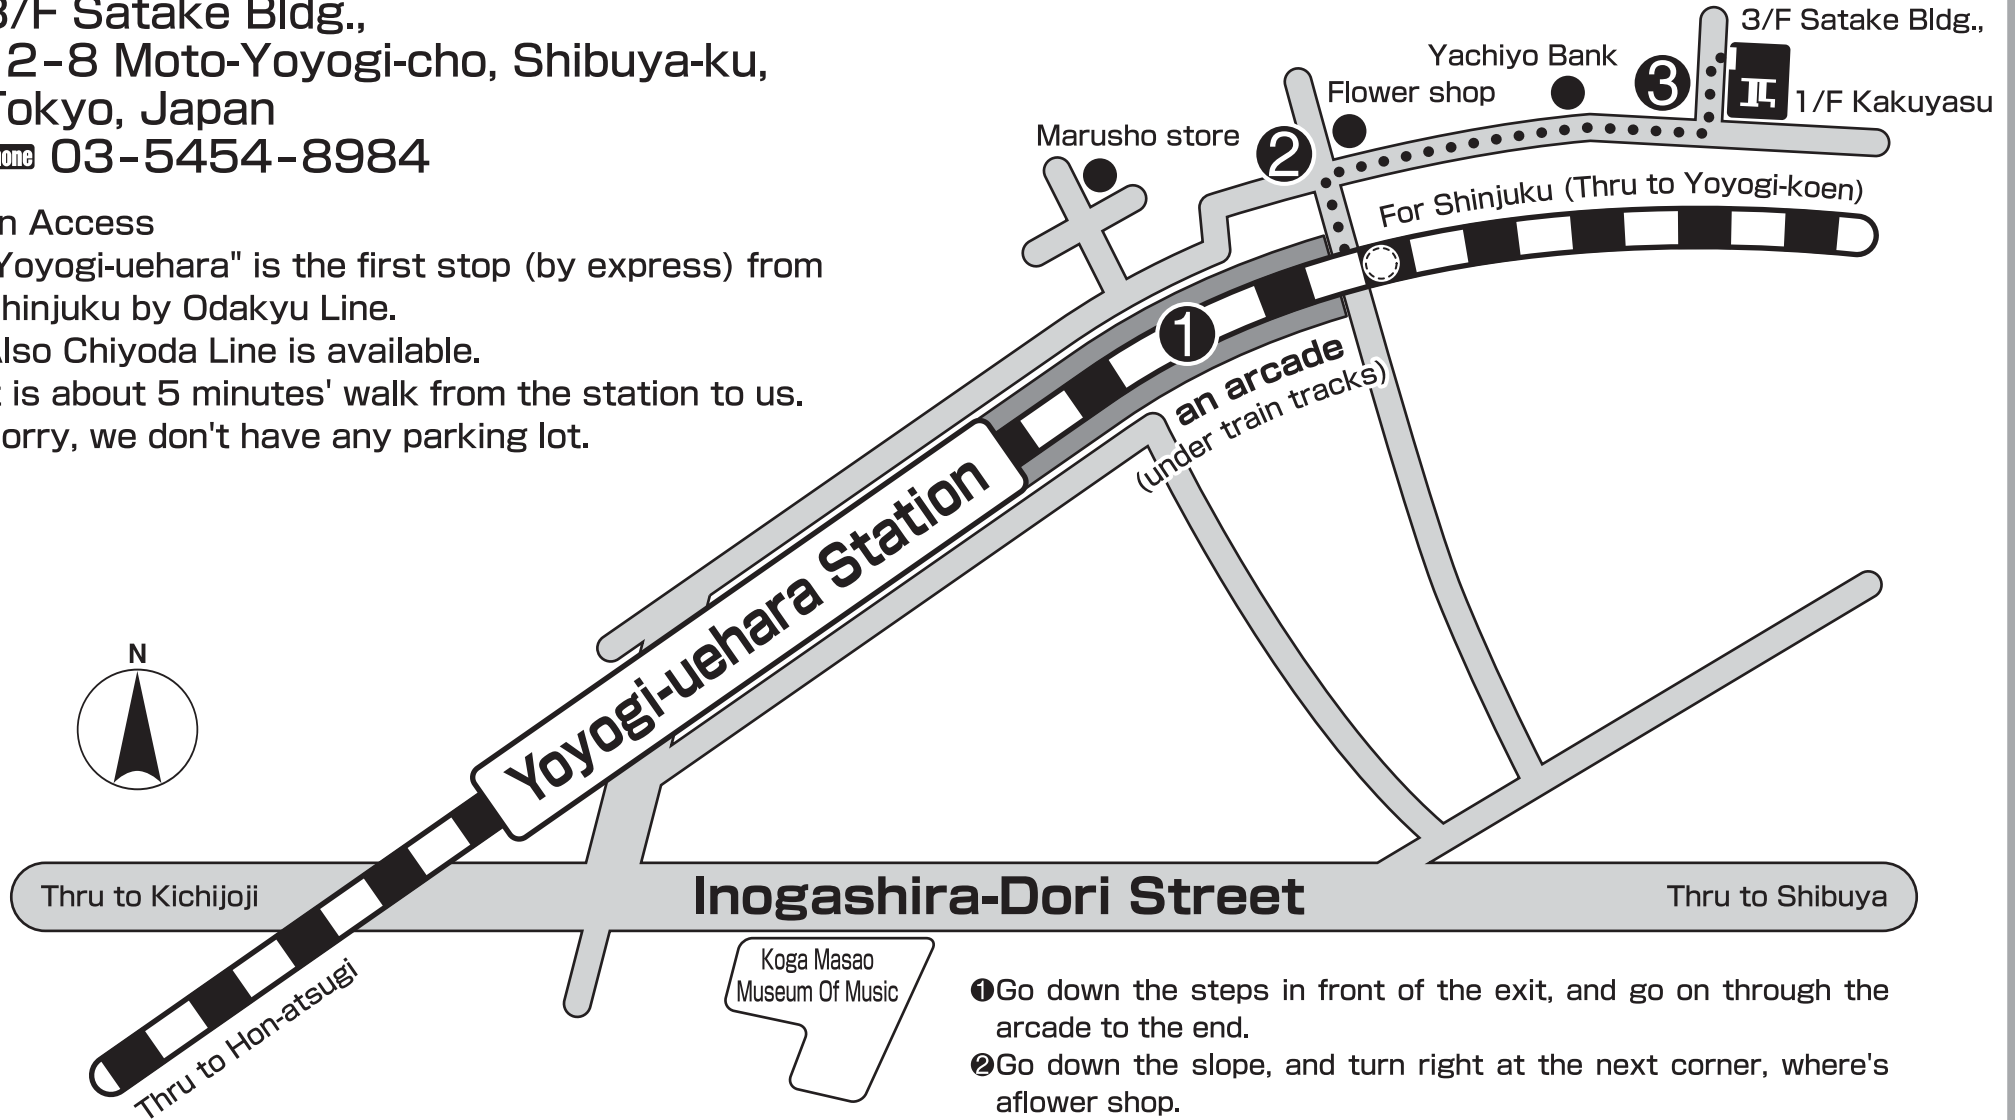 3/F Satake Bldg.,
12-8 Moto-Yoyogi-cho, Shibuya-ku,
Tokyo, Japan
03-5454-8984
Access
"Yoyogi-uehara" is the first stop (by express) from
Shinjuku by Odakyu Line.
Also Chiyoda Line is available.
It is about 5 minutes' walk from the station to us.
Sorry, we don't have any parking lot.
3/F Satake Bldg.,
Yachiyo Bank
❸
1/F Kakuyasu
Flower shop
Marusho store
❷
For Shinjuku (Thru to Yoyogi-koen)
❶
an arcade
(under train tracks)
Yoyogi-uehara Station
N
Thru to Kichijoji
Inogashira-Dori Street
Thru to Shibuya
Thru to Hon-atsugi
Koga Masao
Museum Of Music
❶Go down the steps in front of the exit, and go on through the
arcade to the end.
❷Go down the slope, and turn right at the next corner, where's
aflower shop.